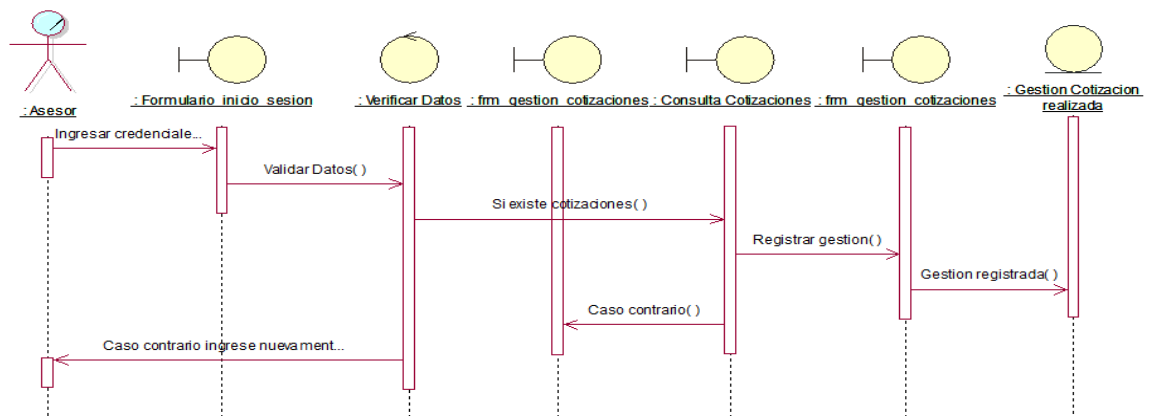 : Asesor
: Formulario_inicio_sesion
: Verificar Datos
: frm_gestion_cotizaciones
: Consulta Cotizaciones
: frm_gestion_cotizaciones
: Gestion Cotizacion
realizada
Ingresar credenciale...
Validar Datos( )
Si existe cotizaciones( )
Registrar gestion( )
Gestion registrada( )
Caso contrario( )
Caso contrario ingrese nuevament...